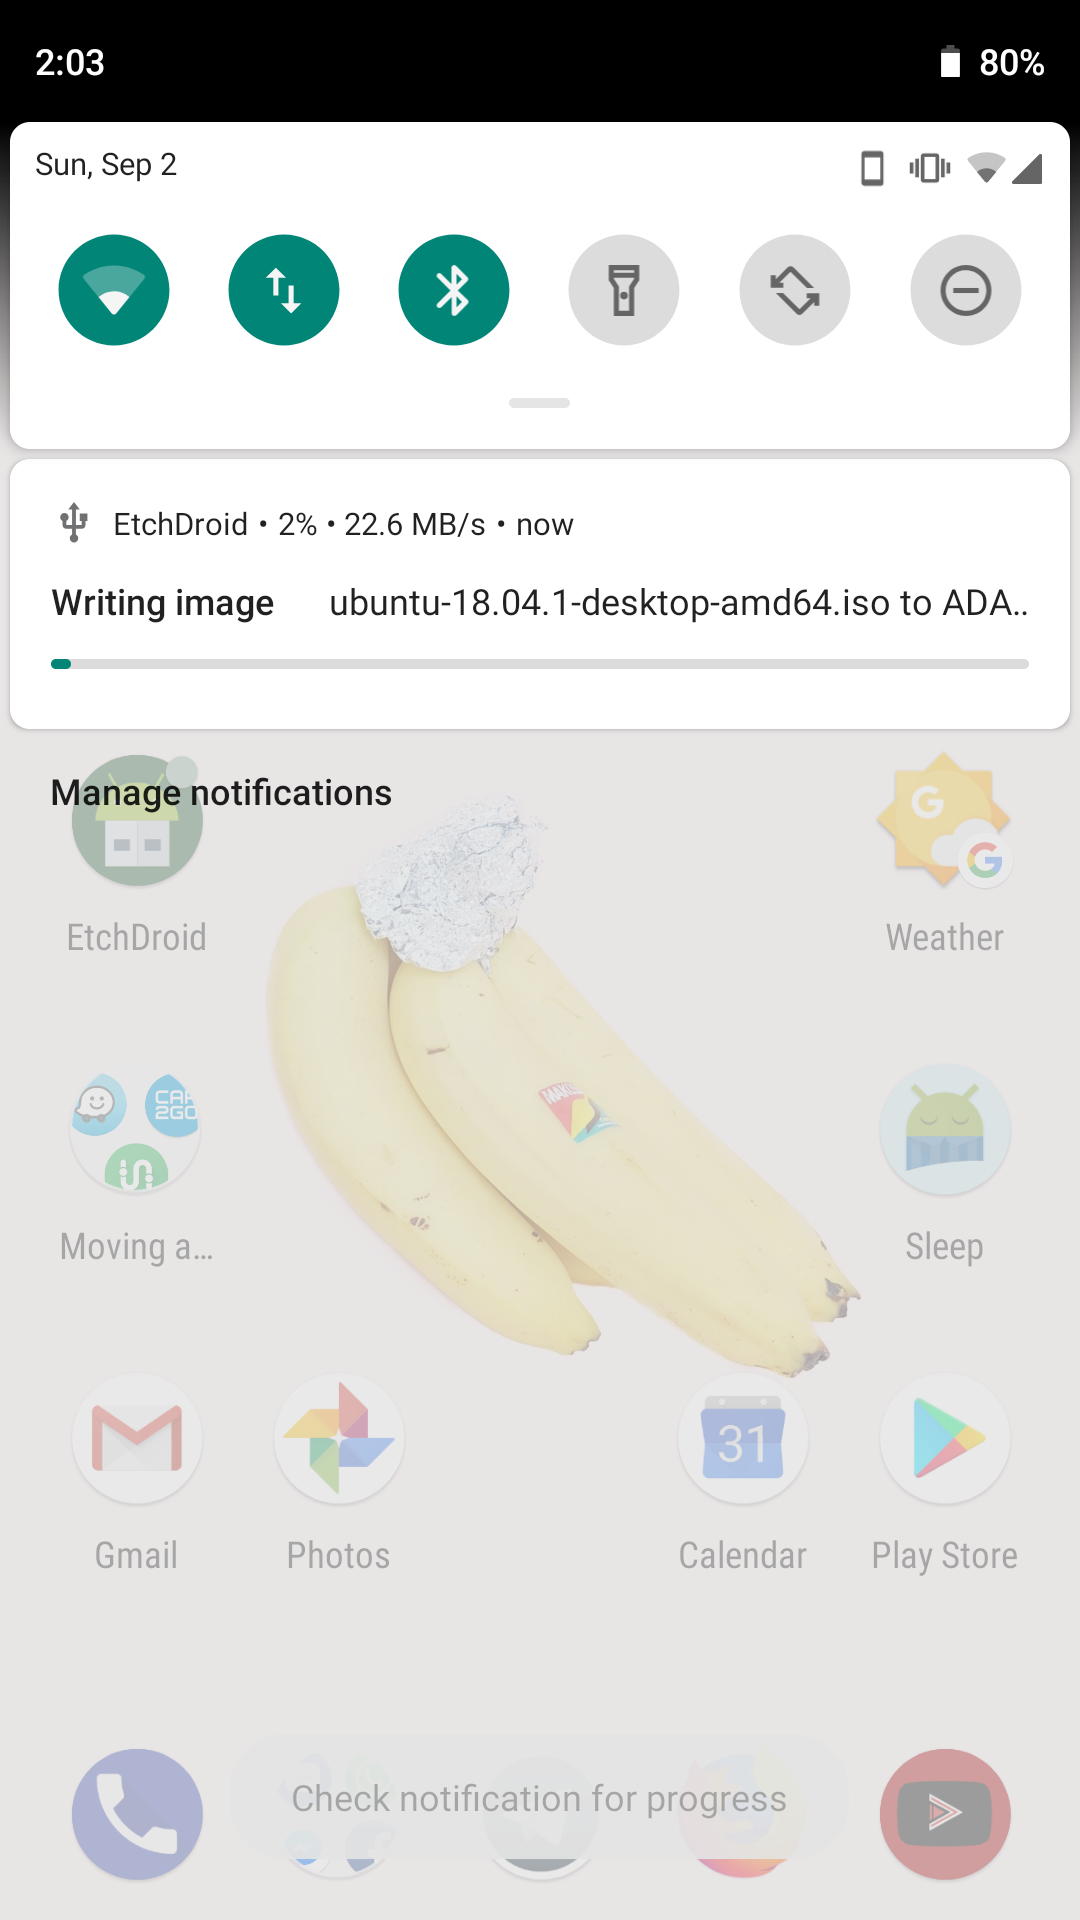 2:03 80%
Sun, Sep 2
EtchDroid • 2% • 22.6 MB/s • now
Writing image ubuntu-18.04.1-desktop-amd64.iso to ADA..
Manage notifications
G
G
EtchDroid Weather
CAR
2GO
Moving a... Sleep
31
Gmail Photos Calendar Play Store
Check notification for progress